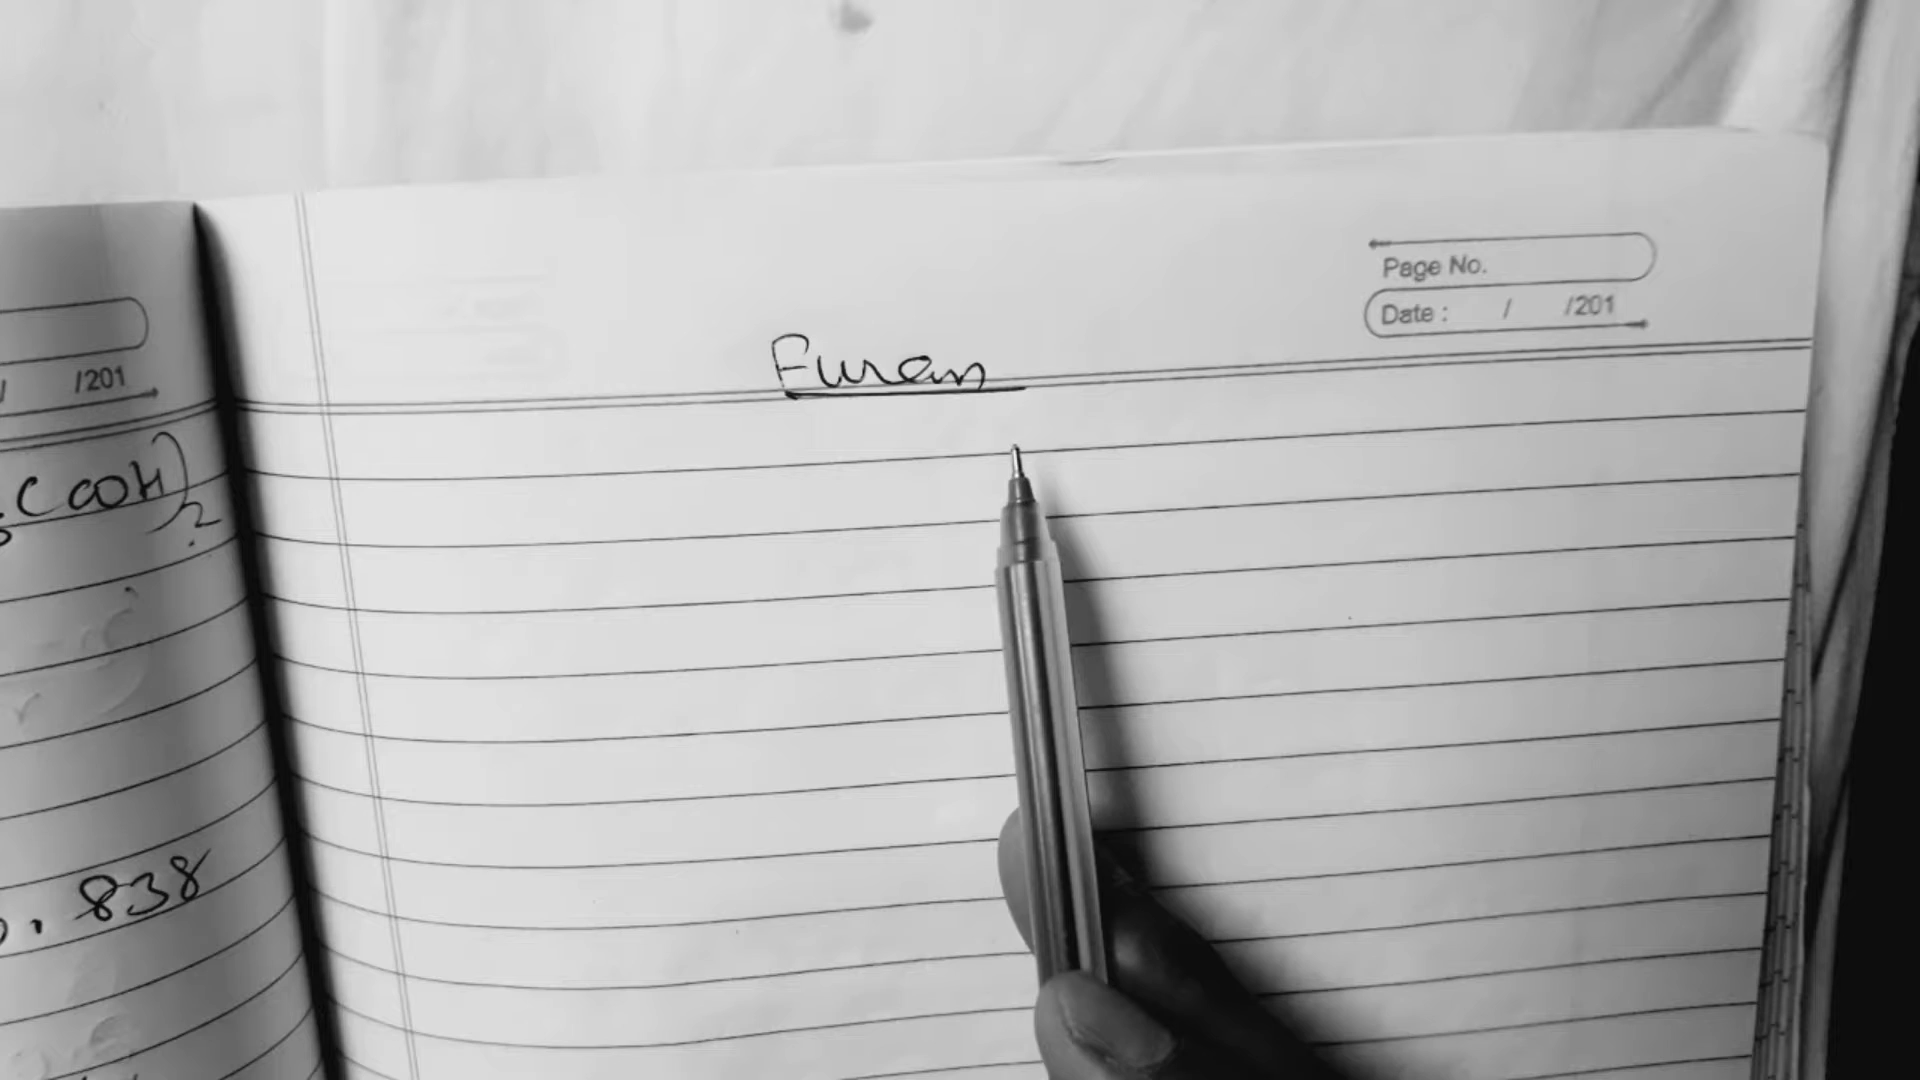 Page No.
Date : / /201
Furan
/ /201
(COOH)2
. 838